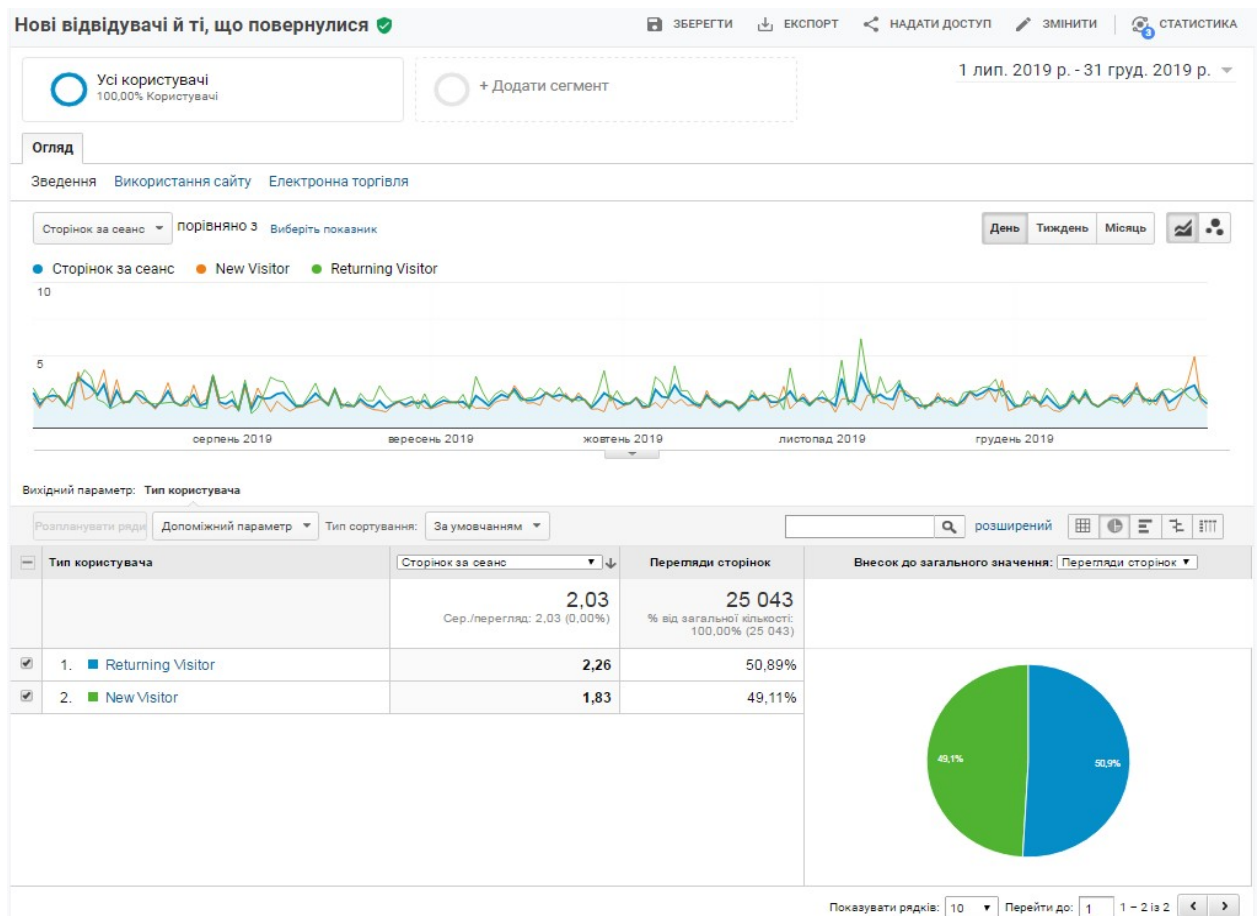 Нові відвідувачі й ті, що повернулися
ЗБЕРЕГТИ ЕКСПОРТ НАДАТИ ДОСТУП ЗМІНИТИ 3 СТАТИСТИКА
Усі користувачі
100,00% Користувачі
+ Додати сегмент
1 лип. 2019 р. - 31 груд. 2019 р.
Огляд
Зведення Використання сайту Електронна торгівля
Сторінок за сеанс порівняно з Виберіть показник
День Тиждень Місяць
Сторінок за сеанс New Visitor Returning Visitor
10
5
серпень 2019 вересень 2019 жовтень 2019 листопад 2019 грудень 2019
Вихідний параметр: Тип користувача
Розпланувати ряди Допоміжний параметр Тип сортування: За умовчанням розширений
Тип користувача Сторінок за сеанс Перегляди сторінок Внесок до загального значення: Перегляди сторінок
2,03 25 043
Сер./перегляд: 2,03 (0,00%) % від загальної кількості:
100,00% (25 043)
1. Returning Visitor 2,26 50,89%
2. New Visitor 1,83 49,11%
49,1% 50,9%
Показувати рядків: 10 Перейти до: 1 1 – 2 із 2